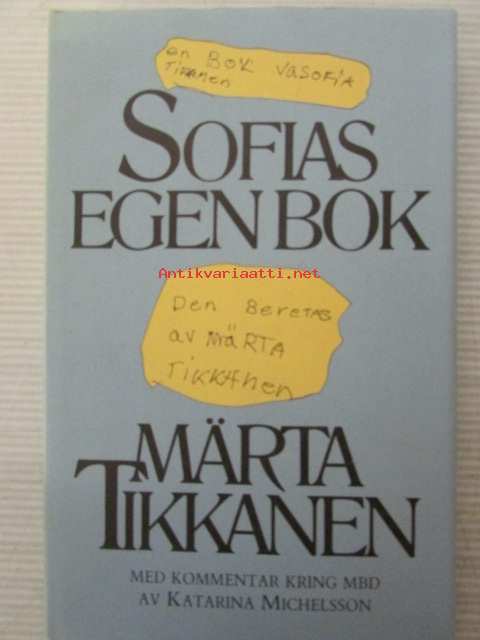 en BOK vaSOFiA
TiKKANen
SOFIAS
EGEN BOK
Antikvariaatti.net
Den BereTAS
av MäRTA
TiKKAnen
MÄRTA
TIKKANEN
MED KOMMENTAR KRING MBD
AV KATARINA MICHELSSON